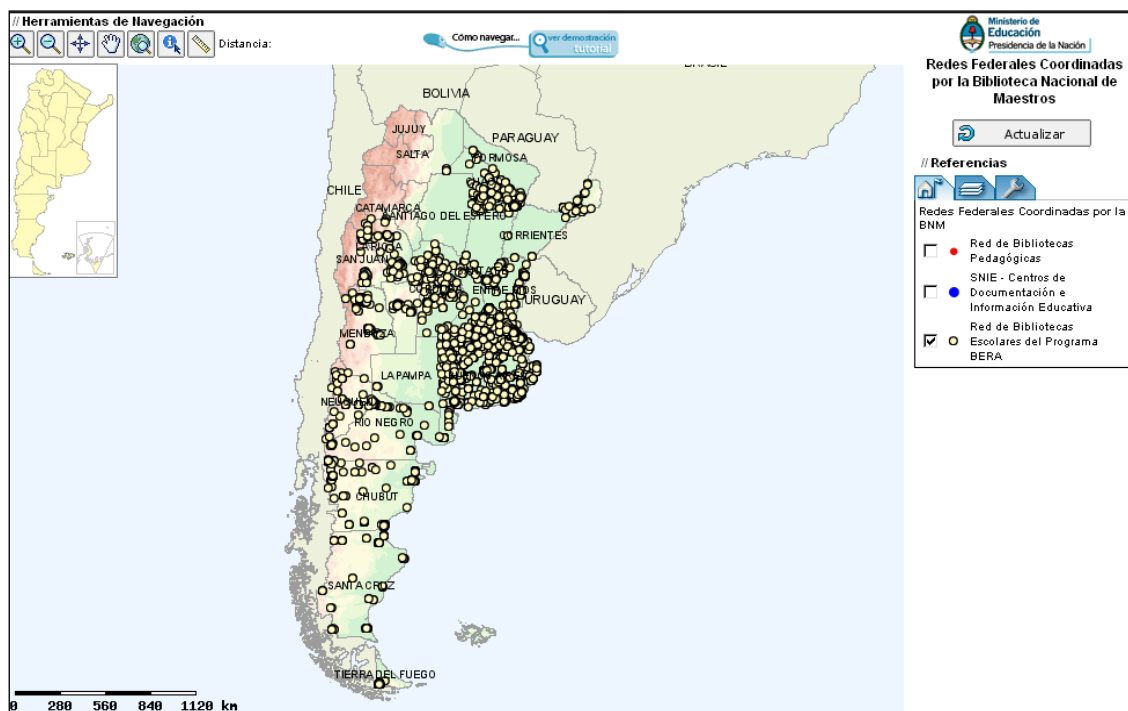 // Herramientas de Navegación
Distancia:
Cómo navegar...
ver demostración
tutorial
Ministerio de
Educación
Presidencia de la Nación
Redes Federales Coordinadas
por la Biblioteca Nacional de
Maestros
Actualizar
// Referencias
Redes Federales Coordinadas por la
BNM
Red de Bibliotecas
Pedagógicas
SNIE - Centros de
Documentación e
Información Educativa
Red de Bibliotecas
Escolares del Programa
BERA
BOLIVIA
PARAGUAY
JUJUY
SALTA
FORMOSA
CHILE
CATAMARCA
SANTIAGO DEL ESTERO
CORRIENTES
SAN JUAN
ENTRE RIOS
URUGUAY
MENDOZA
LA PAMPA
NEUQUEN
RIO NEGRO
CHUBUT
SANTA CRUZ
TIERRA DEL FUEGO
0 280 560 840 1120 km